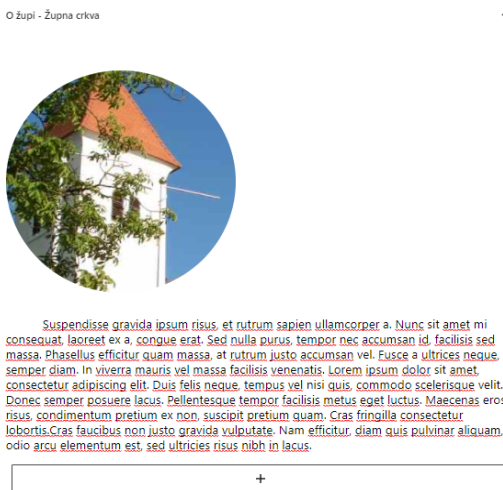 O župi - Župna crkva
Suspendisse gravida ipsum risus, et rutrum sapien ullamcorper a. Nunc sit amet mi
consequat, laoreet ex a, congue erat. Sed nulla purus, tempor nec accumsan id, facilisis sed
massa. Phasellus efficitur quam massa, at rutrum justo accumsan vel. Fusce a ultrices neque,
semper diam. In viverra mauris vel massa facilisis venenatis. Lorem ipsum dolor sit amet,
consectetur adipiscing elit. Duis felis neque, tempus vel nisi quis, commodo scelerisque velit.
Donec semper posuere lacus. Pellentesque tempor facilisis metus eget luctus. Maecenas eros
risus, condimentum pretium ex non, suscipit pretium quam. Cras fringilla consectetur
lobortis.Cras faucibus non justo gravida vulputate. Nam efficitur, diam quis pulvinar aliquam,
odio arcu elementum est, sed ultricies risus nibh in lacus.
+